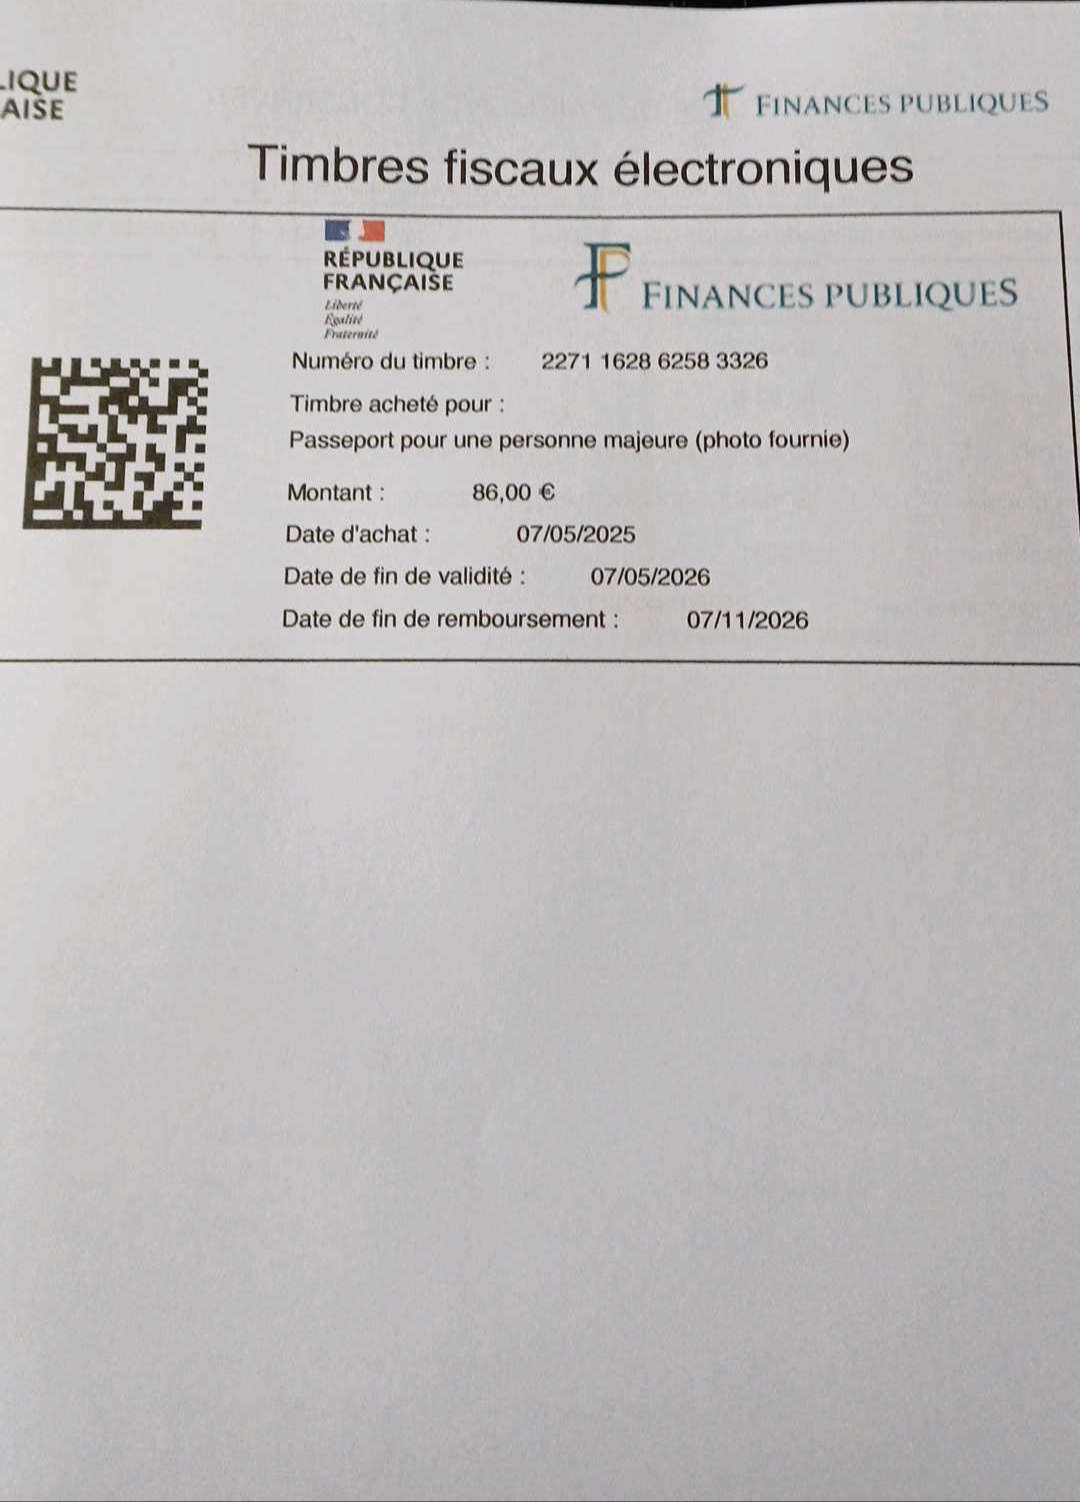 LIQUE
AISE
FINANCES PUBLIQUES
Timbres fiscaux électroniques
RÉPUBLIQUE
FRANÇAISE
Liberté
Égalité
Fraternité
FINANCES PUBLIQUES
Numéro du timbre : 2271 1628 6258 3326
Timbre acheté pour :
Passeport pour une personne majeure (photo fournie)
Montant : 86,00 €
Date d'achat : 07/05/2025
Date de fin de validité : 07/05/2026
Date de fin de remboursement : 07/11/2026